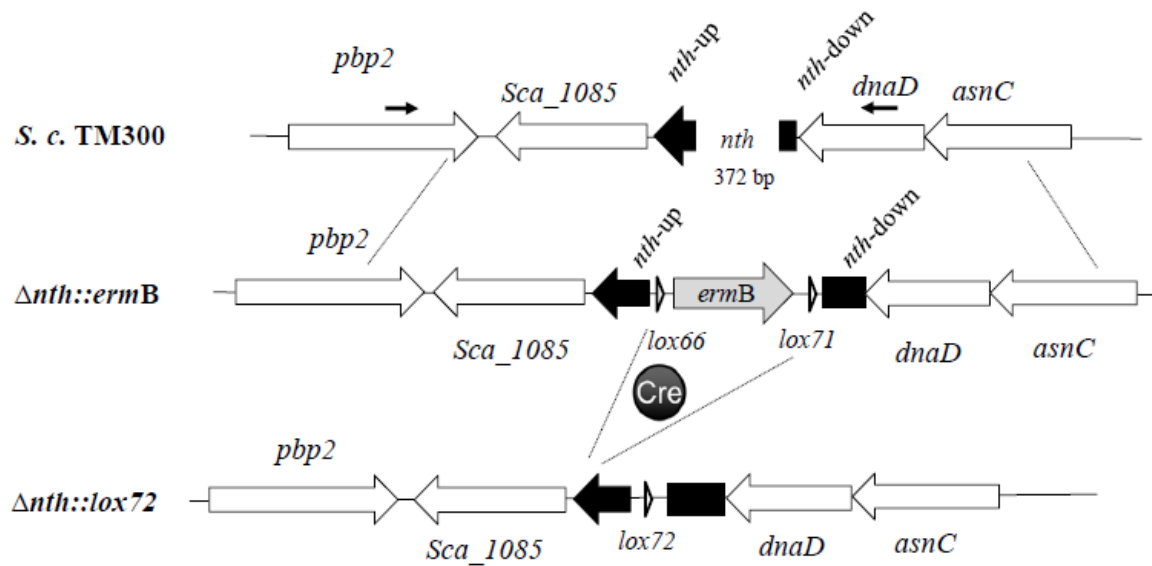 pbp2
Sca_1085
nth-up
nth-down
dnaD
asnC
S. c. TM300
nth
372 bp
pbp2
nth-up
nth-down
Δnth::ermB
ermB
Sca_1085
lox66
lox71
dnaD
asnC
Cre
pbp2
Δnth::lox72
Sca_1085
lox72
dnaD
asnC